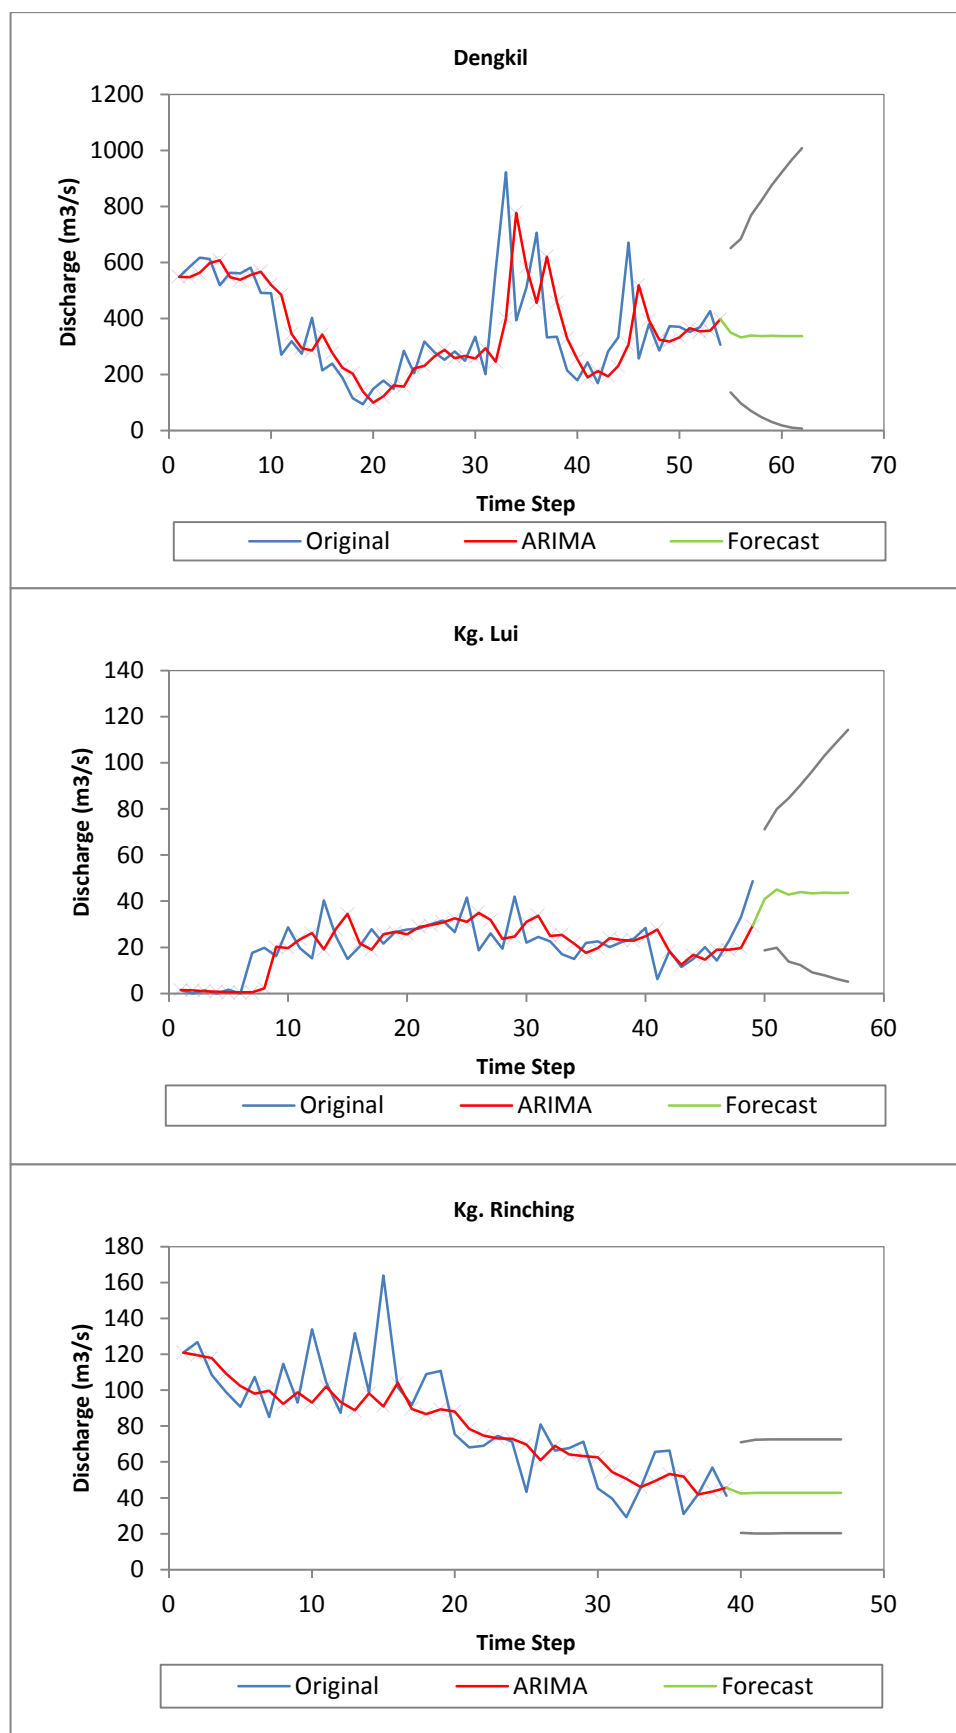 Dengkil
1200
1000
800
600
400
200
0
Discharge (m3/s)
0 10 20 30 40 50 60 70
Time Step
Original ARIMA Forecast
Kg. Lui
140
120
100
80
60
40
20
0
Discharge (m3/s)
0 10 20 30 40 50 60
Time Step
Original ARIMA Forecast
Kg. Rinching
180
160
140
120
100
80
60
40
20
0
Discharge (m3/s)
0 10 20 30 40 50
Time Step
Original ARIMA Forecast